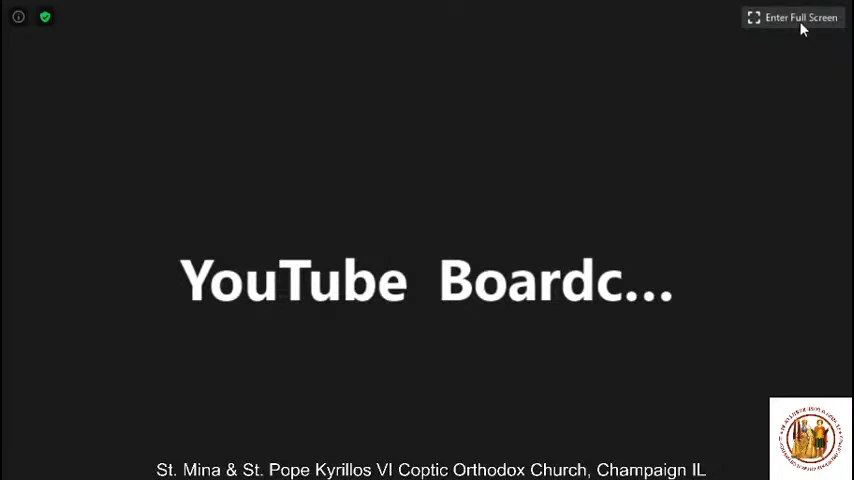 Enter Full Screen
YouTube Boardc...
St. Mina & St. Pope Kyrillos VI Coptic Orthodox Church, Champaign IL